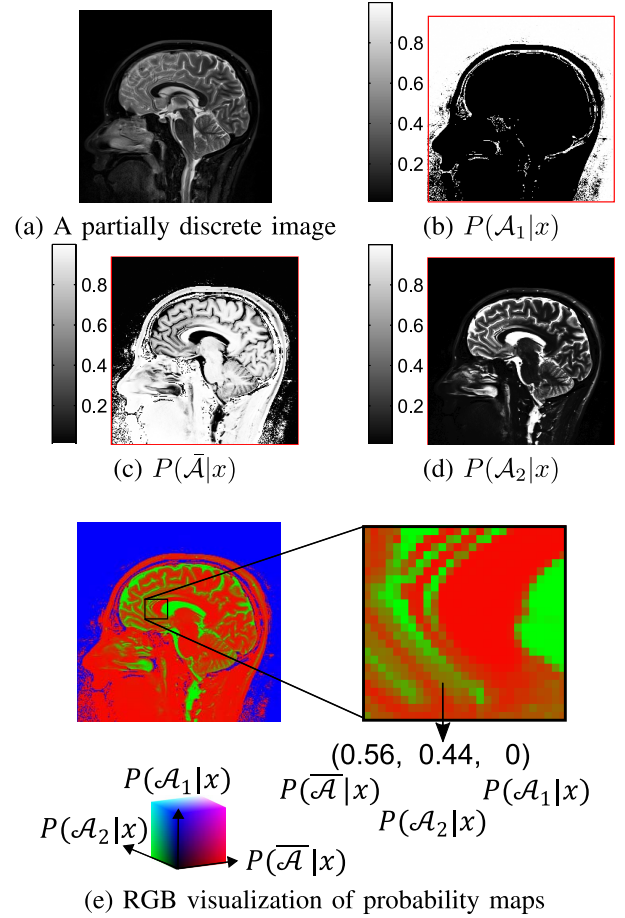 0.8
0.6
0.4
0.2
(a) A partially discrete image
(b) P(𝒜₁|x)
0.8
0.6
0.4
0.2
0.8
0.6
0.4
0.2
(c) P(𝒜̄|x)
(d) P(𝒜₂|x)
(0.56, 0.44, 0)
P(𝒜̅|x)
P(𝒜₂|x)
P(𝒜₁|x)
P(𝒜₁|x)
P(𝒜₂|x)
P(𝒜̅|x)
(e) RGB visualization of probability maps